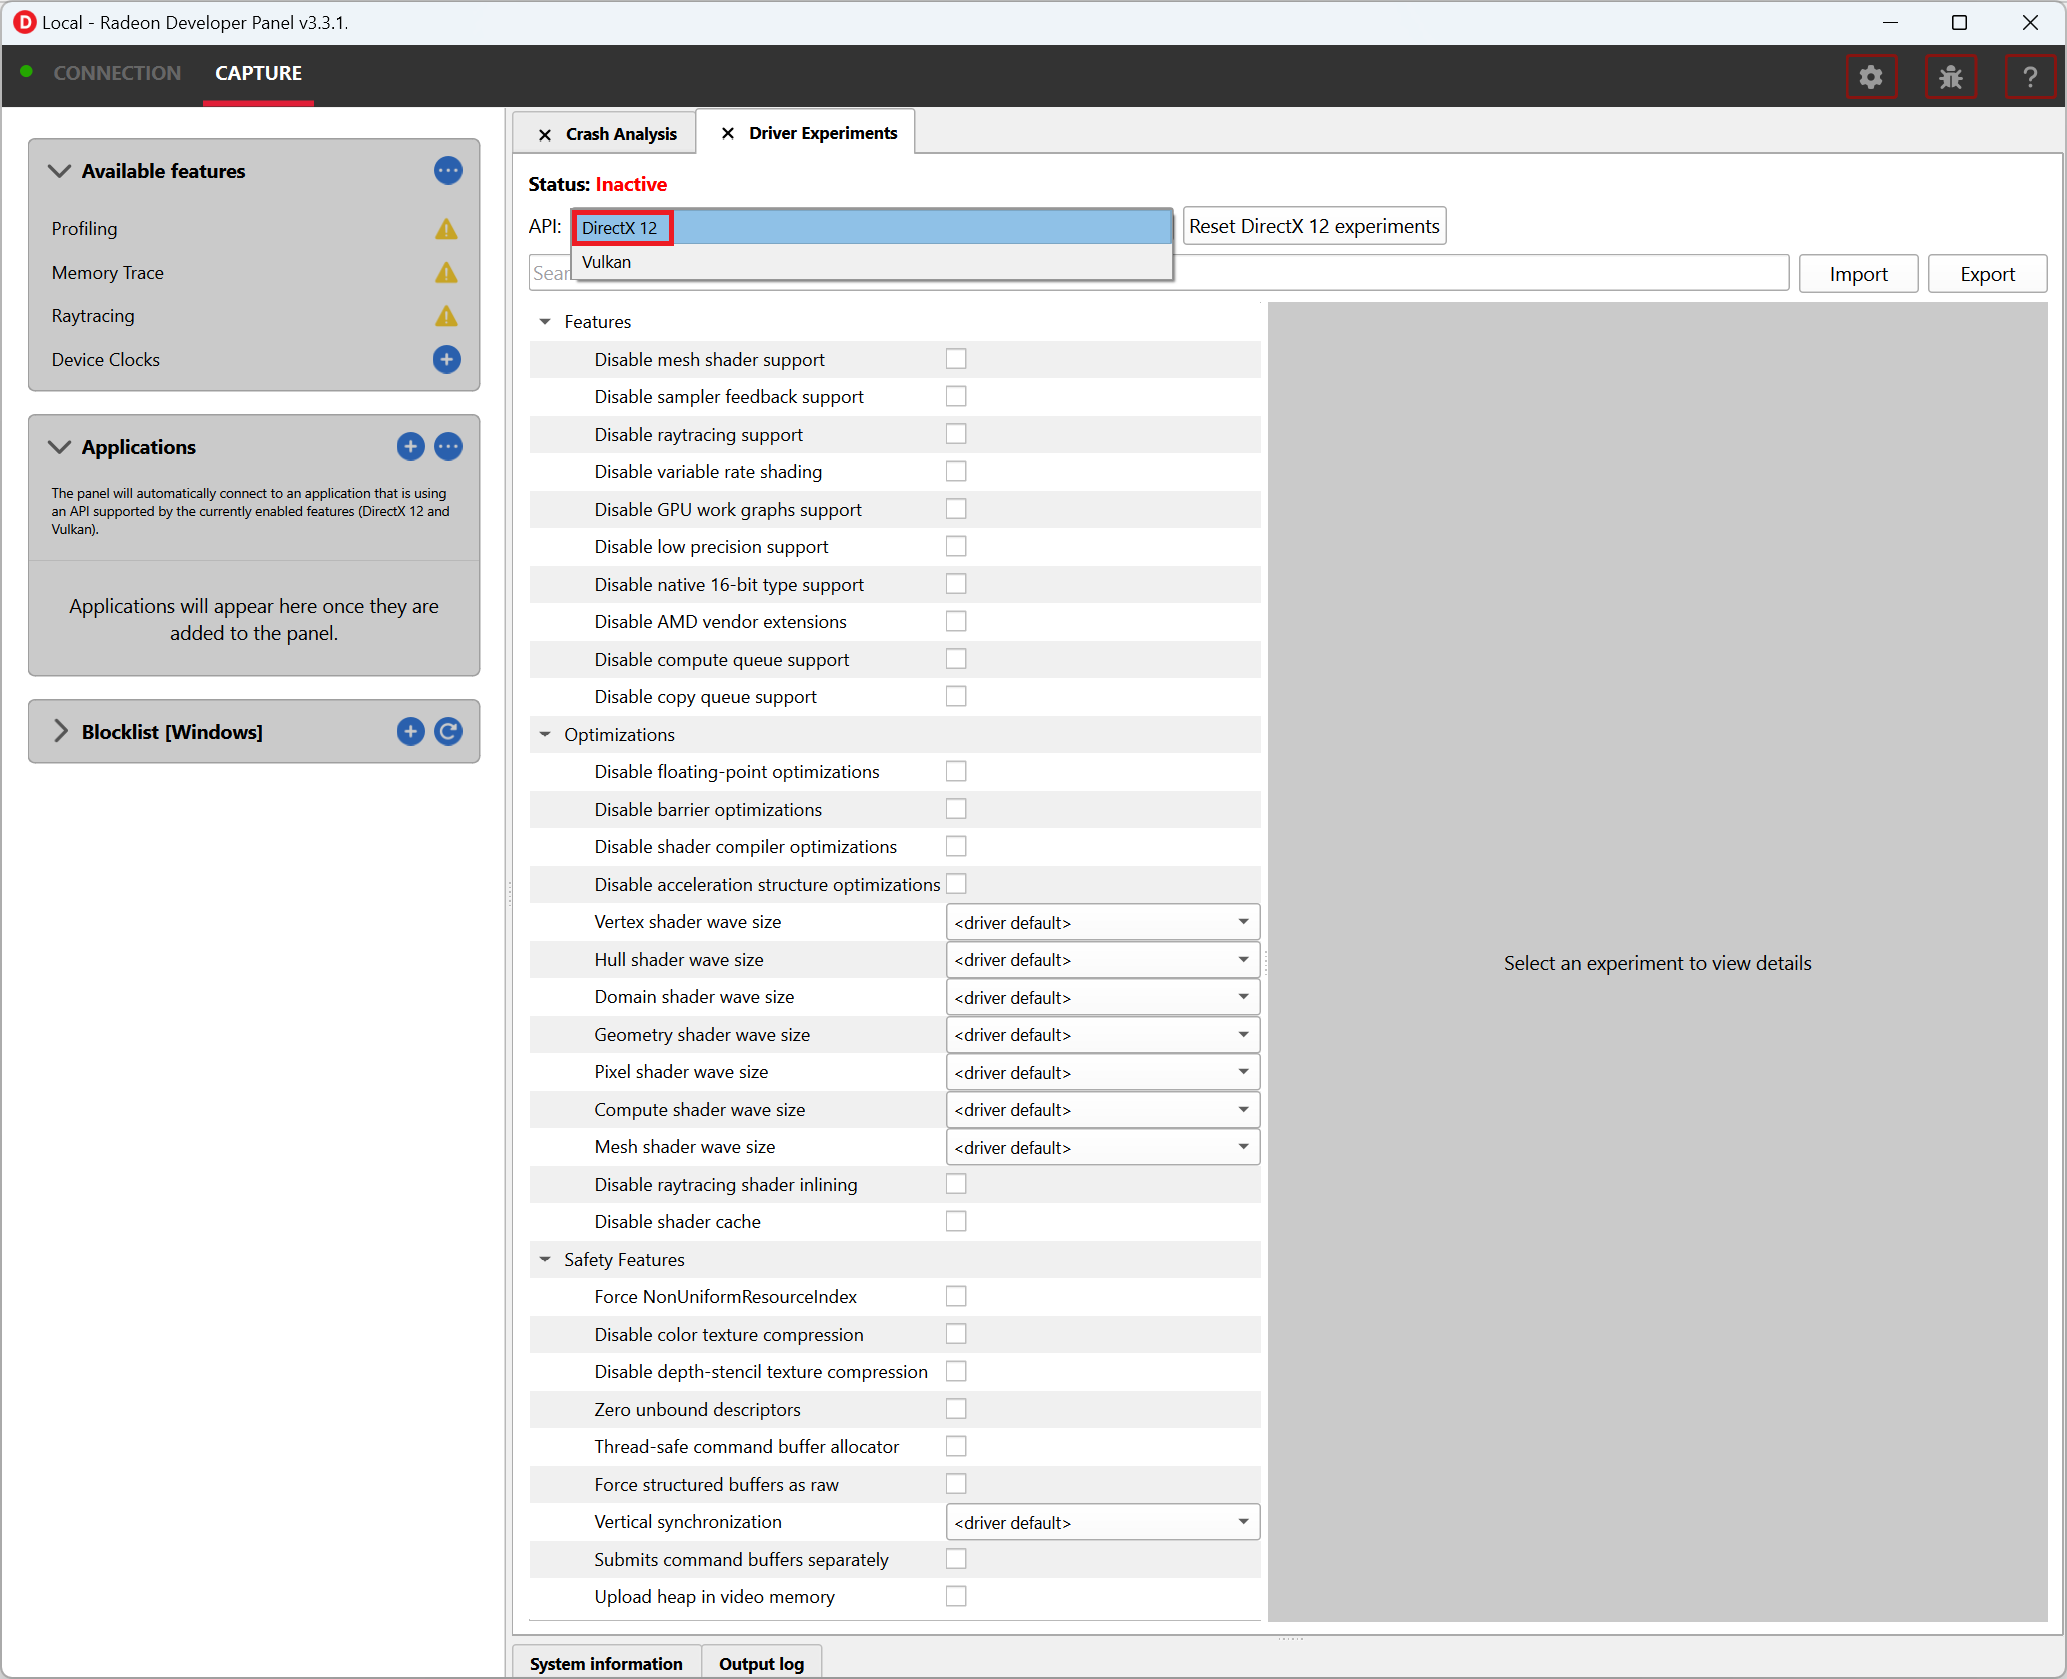 Local - Radeon Developer Panel v3.3.1.
CONNECTION
CAPTURE
?
Available features
Profiling
Memory Trace
Raytracing
Device Clocks
Applications
The panel will automatically connect to an application that is using
an API supported by the currently enabled features (DirectX 12 and
Vulkan).
Applications will appear here once they are
added to the panel.
Blocklist [Windows]
Crash Analysis
Driver Experiments
Status: Inactive
API: DirectX 12
Reset DirectX 12 experiments
Vulkan
Sear
Import
Export
Features
Disable mesh shader support
Disable sampler feedback support
Disable raytracing support
Disable variable rate shading
Disable GPU work graphs support
Disable low precision support
Disable native 16-bit type support
Disable AMD vendor extensions
Disable compute queue support
Disable copy queue support
Optimizations
Disable floating-point optimizations
Disable barrier optimizations
Disable shader compiler optimizations
Disable acceleration structure optimizations
Vertex shader wave size <driver default>
Hull shader wave size <driver default>
Domain shader wave size <driver default>
Geometry shader wave size <driver default>
Pixel shader wave size <driver default>
Compute shader wave size <driver default>
Mesh shader wave size <driver default>
Disable raytracing shader inlining
Disable shader cache
Safety Features
Force NonUniformResourceIndex
Disable color texture compression
Disable depth-stencil texture compression
Zero unbound descriptors
Thread-safe command buffer allocator
Force structured buffers as raw
Vertical synchronization <driver default>
Submits command buffers separately
Upload heap in video memory
Select an experiment to view details
System information
Output log